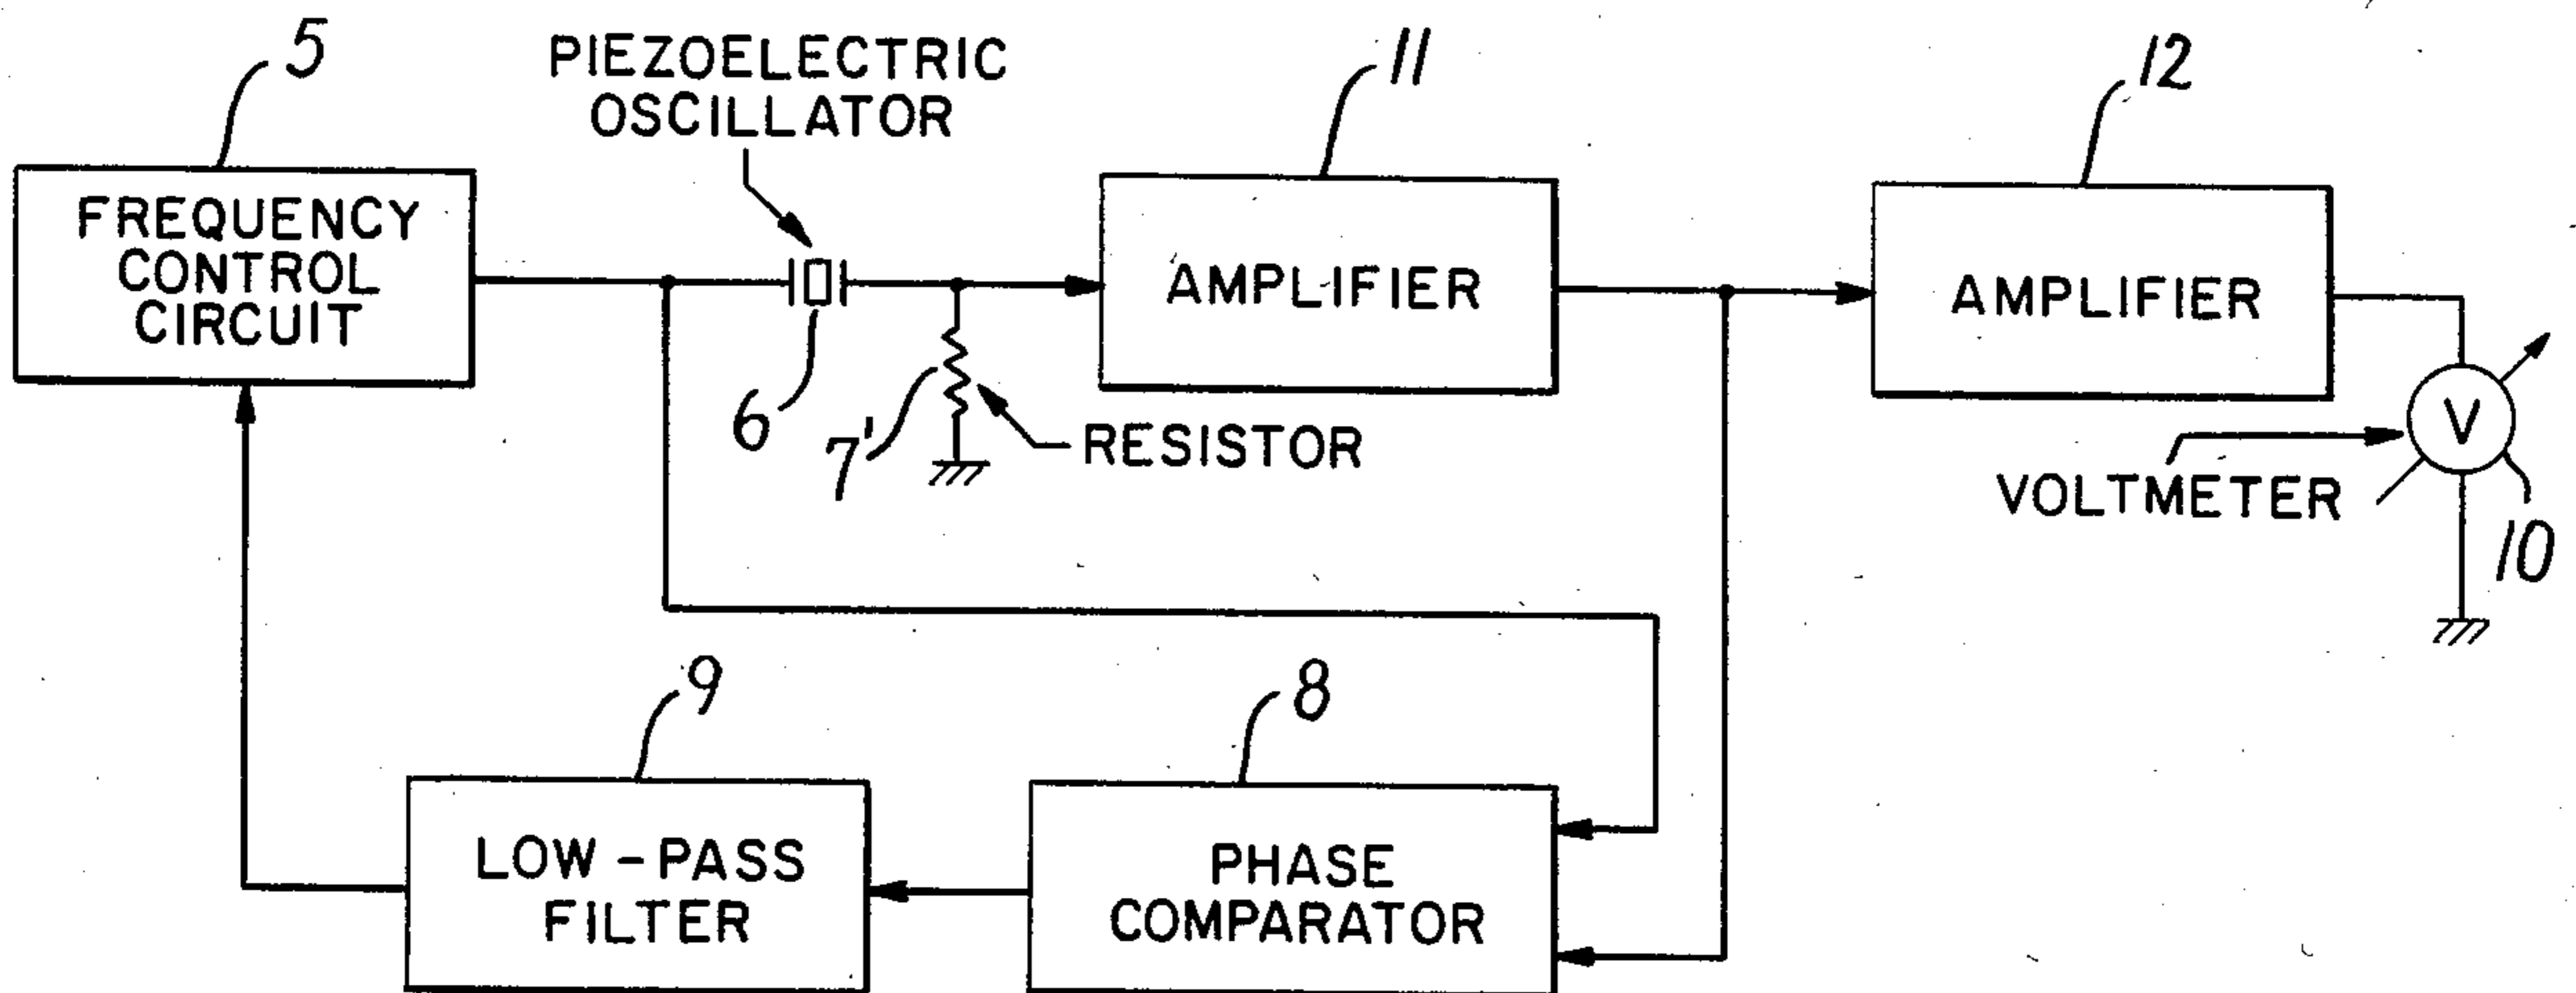 5
PIEZOELECTRIC
OSCILLATOR
11
12
FREQUENCY
CONTROL
CIRCUIT
AMPLIFIER
AMPLIFIER
6
7'
RESISTOR
V
VOLTMETER
10
9
8
LOW-PASS
FILTER
PHASE
COMPARATOR